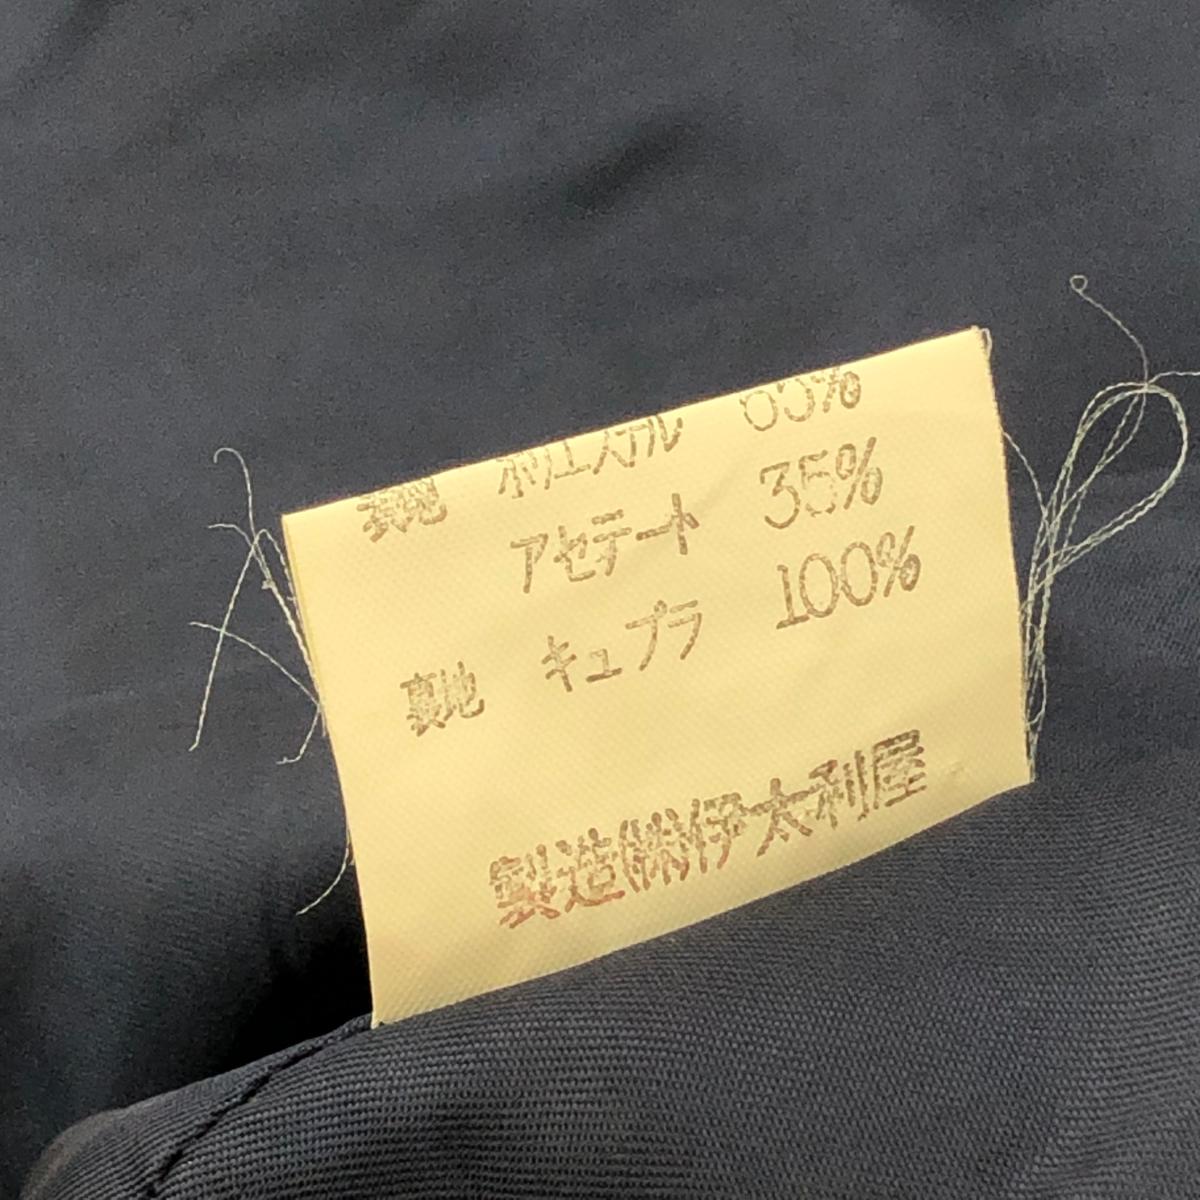 表地 ポリエステル 65%
アセテート 35%
裏地 キュプラ 100%
製造(株)伊太利屋